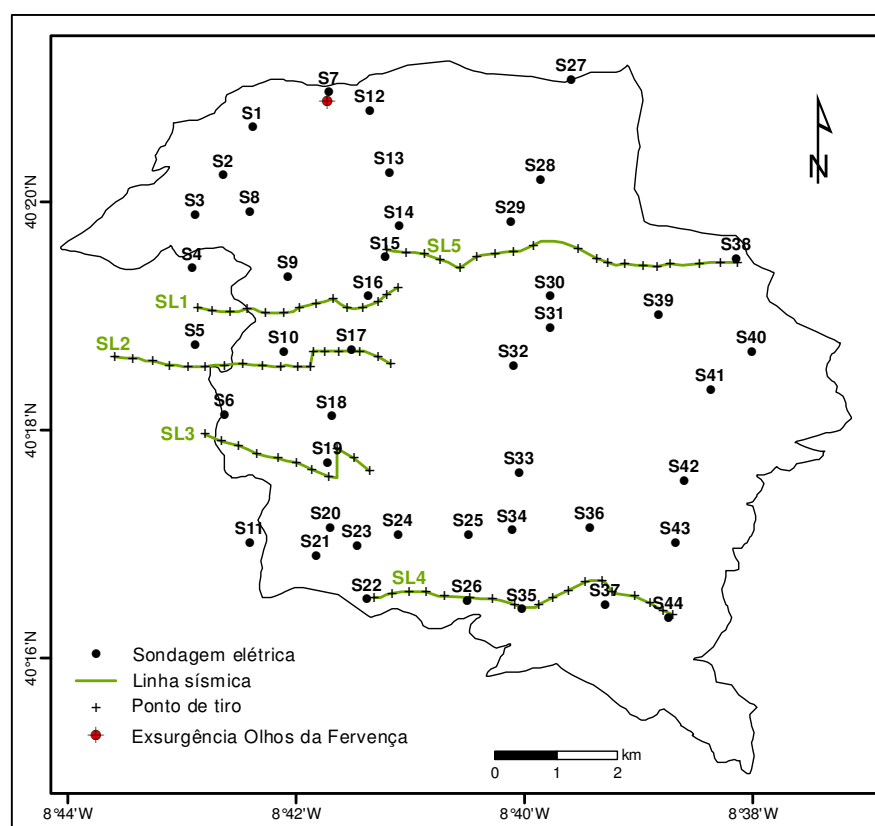 S27
S7
S12
S1
N
S2
S13
S28
40°20'N
S3
S8
S14
S29
S15
SL5
S38
S4
S9
S16
S30
SL1
S39
S31
S5
S10
S17
S40
SL2
S32
S41
S6
S18
40°18'N
SL3
S19
S33
S42
S11
S20
S21
S23
S24
S25
S34
S36
S43
S22
SL4
S26
S35
S37
S44
40°16'N
Sondagem elétrica
Linha sísmica
Ponto de tiro
Exsurgência Olhos da Fervença
km
0 1 2
8°44'W 8°42'W 8°40'W 8°38'W